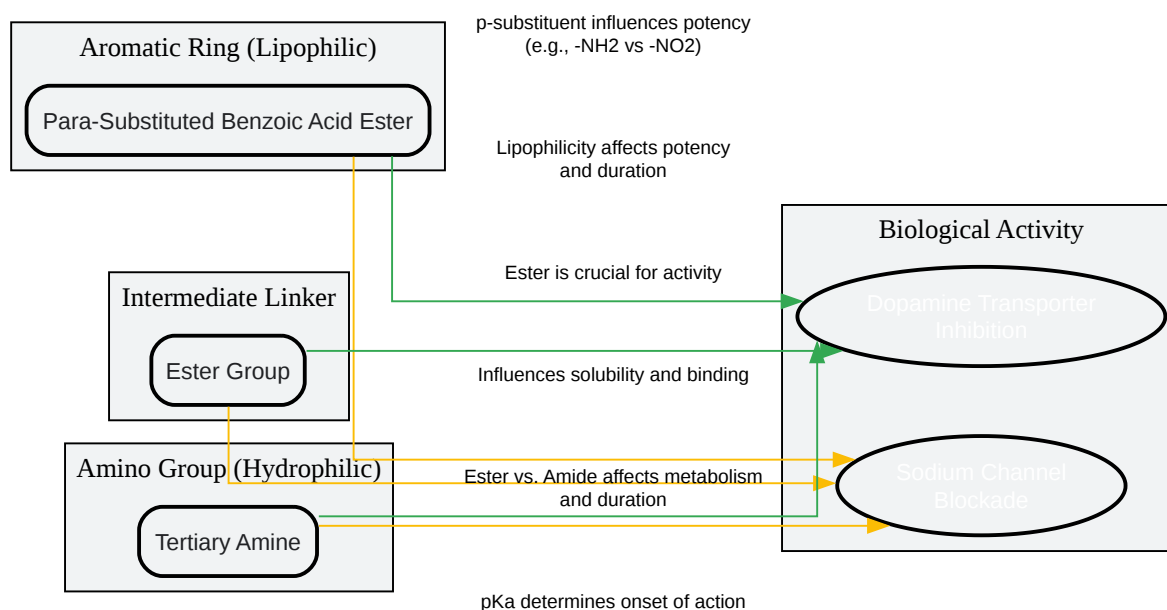 p-substituent influences potency
(e.g., -NH2 vs -NO2)
Aromatic Ring (Lipophilic)
Para-Substituted Benzoic Acid Ester
Lipophilicity affects potency
and duration
Biological Activity
Ester is crucial for activity
Intermediate Linker
Dopamine Transporter
Inhibition
Ester Group
Influences solubility and binding
Amino Group (Hydrophilic)
Ester vs. Amide affects metabolism
and duration
Sodium Channel
Blockade
Tertiary Amine
pKa determines onset of action